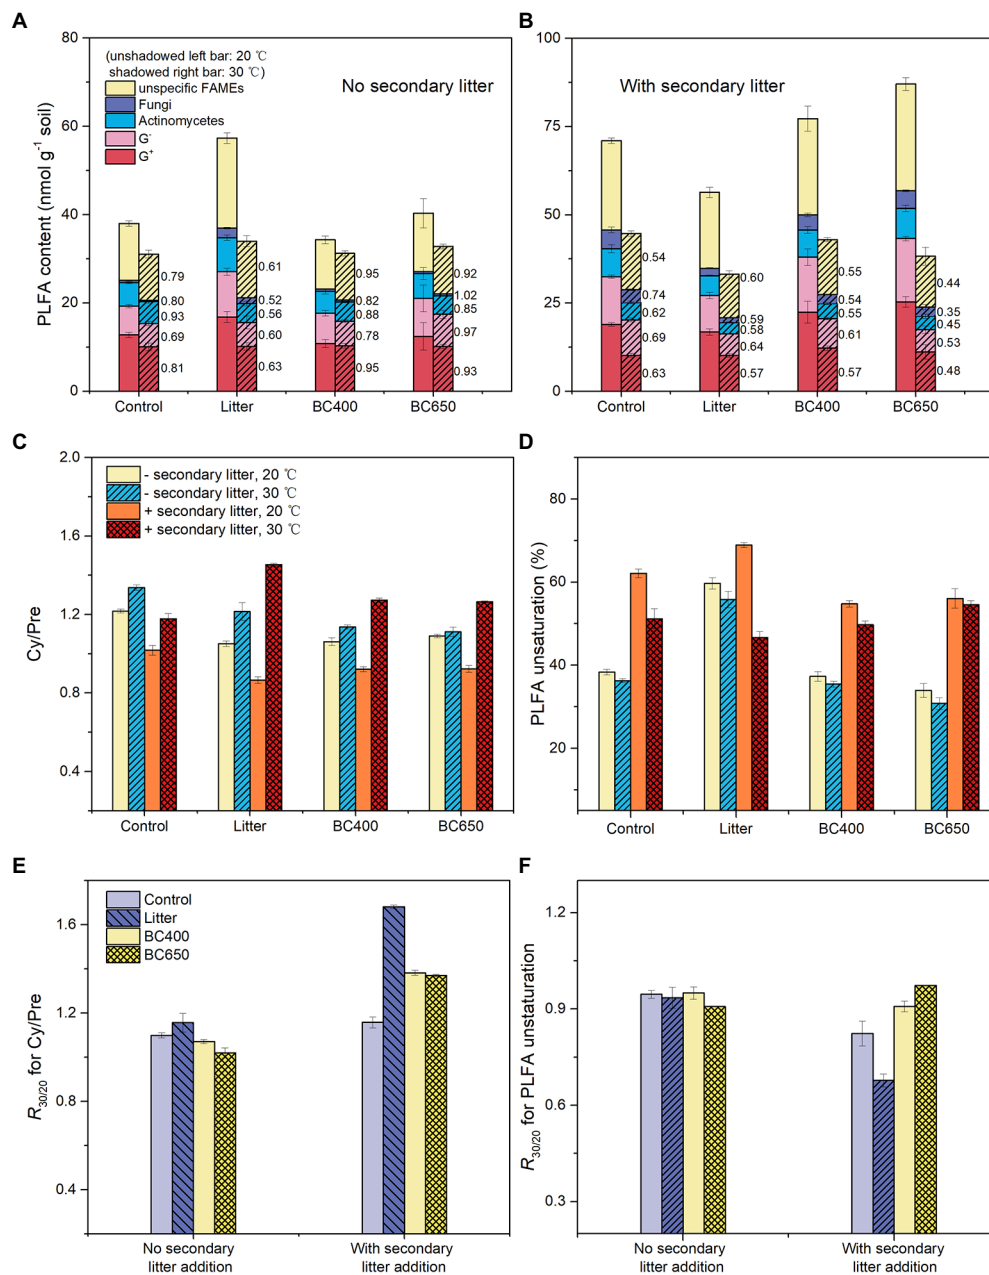 A
PLFA content (nmol g⁻¹ soil)
80
60
40
20
0
(unshadowed left bar: 20 ℃
shadowed right bar: 30 ℃)
unspecific FAMEs
Fungi
Actinomycetes
G⁻
G⁺
No secondary litter
0.79
0.80
0.93
0.69
0.81
0.61
0.52
0.56
0.60
0.63
0.95
0.82
0.88
0.78
0.95
0.92
1.02
0.85
0.97
0.93
Control
Litter
BC400
BC650
B
100
75
50
25
0
With secondary litter
0.54
0.74
0.62
0.69
0.63
0.60
0.59
0.58
0.64
0.57
0.55
0.54
0.55
0.61
0.57
0.44
0.35
0.45
0.53
0.48
Control
Litter
BC400
BC650
C
Cy/Pre
2.0
1.6
1.2
0.8
0.4
- secondary litter, 20 ℃
- secondary litter, 30 ℃
+ secondary litter, 20 ℃
+ secondary litter, 30 ℃
Control
Litter
BC400
BC650
D
PLFA unsaturation (%)
80
60
40
20
Control
Litter
BC400
BC650
E
R30/20 for Cy/Pre
1.6
1.2
0.8
0.4
Control
Litter
BC400
BC650
No secondary
litter addition
With secondary
litter addition
F
R30/20 for PLFA unstaturation
1.2
0.9
0.6
0.3
No secondary
litter addition
With secondary
litter addition